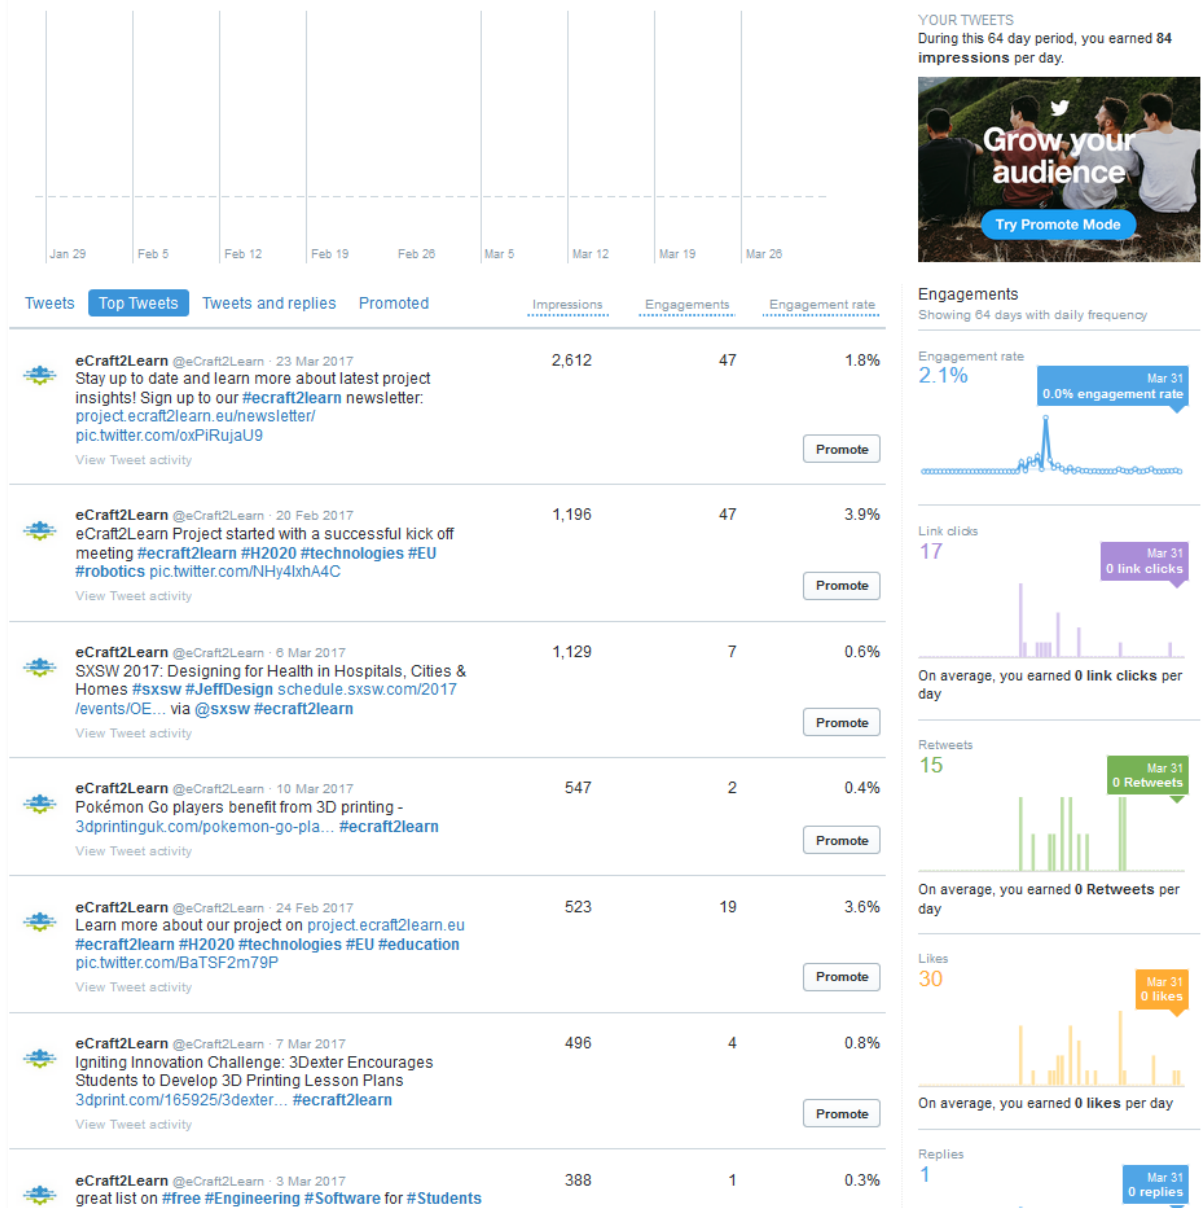 YOUR TWEETS
During this 64 day period, you earned 84
impressions per day.
Grow your
audience
Try Promote Mode
Jan 29
Feb 5
Feb 12
Feb 19
Feb 26
Mar 5
Mar 12
Mar 19
Mar 26
Tweets
Top Tweets
Tweets and replies
Promoted
Impressions
Engagements
Engagement rate
eCraft2Learn @eCraft2Learn · 23 Mar 2017
Stay up to date and learn more about latest project
insights! Sign up to our #ecraft2learn newsletter:
project.ecraft2learn.eu/newsletter/
pic.twitter.com/oxPiRujaU9
View Tweet activity
2,612
47
1.8%
Promote
eCraft2Learn @eCraft2Learn · 20 Feb 2017
eCraft2Learn Project started with a successful kick off
meeting #ecraft2learn #H2020 #technologies #EU
#robotics pic.twitter.com/NHy4IxhA4C
View Tweet activity
1,196
47
3.9%
Promote
eCraft2Learn @eCraft2Learn · 6 Mar 2017
SXSW 2017: Designing for Health in Hospitals, Cities &
Homes #sxsw #JeffDesign schedule.sxsw.com/2017
/events/OE… via @sxsw #ecraft2learn
View Tweet activity
1,129
7
0.6%
Promote
eCraft2Learn @eCraft2Learn · 10 Mar 2017
Pokémon Go players benefit from 3D printing -
3dprintinguk.com/pokemon-go-pla… #ecraft2learn
View Tweet activity
547
2
0.4%
Promote
eCraft2Learn @eCraft2Learn · 24 Feb 2017
Learn more about our project on project.ecraft2learn.eu
#ecraft2learn #H2020 #technologies #EU #education
pic.twitter.com/BaTSF2m79P
View Tweet activity
523
19
3.6%
Promote
eCraft2Learn @eCraft2Learn · 7 Mar 2017
Igniting Innovation Challenge: 3Dexter Encourages
Students to Develop 3D Printing Lesson Plans
3dprint.com/165925/3dexter… #ecraft2learn
View Tweet activity
496
4
0.8%
Promote
eCraft2Learn @eCraft2Learn · 3 Mar 2017
great list on #free #Engineering #Software for #Students
388
1
0.3%
Engagements
Showing 64 days with daily frequency
Engagement rate
2.1%
Mar 31
0.0% engagement rate
Link clicks
17
Mar 31
0 link clicks
On average, you earned 0 link clicks per
day
Retweets
15
Mar 31
0 Retweets
On average, you earned 0 Retweets per
day
Likes
30
Mar 31
0 likes
On average, you earned 0 likes per day
Replies
1
Mar 31
0 replies